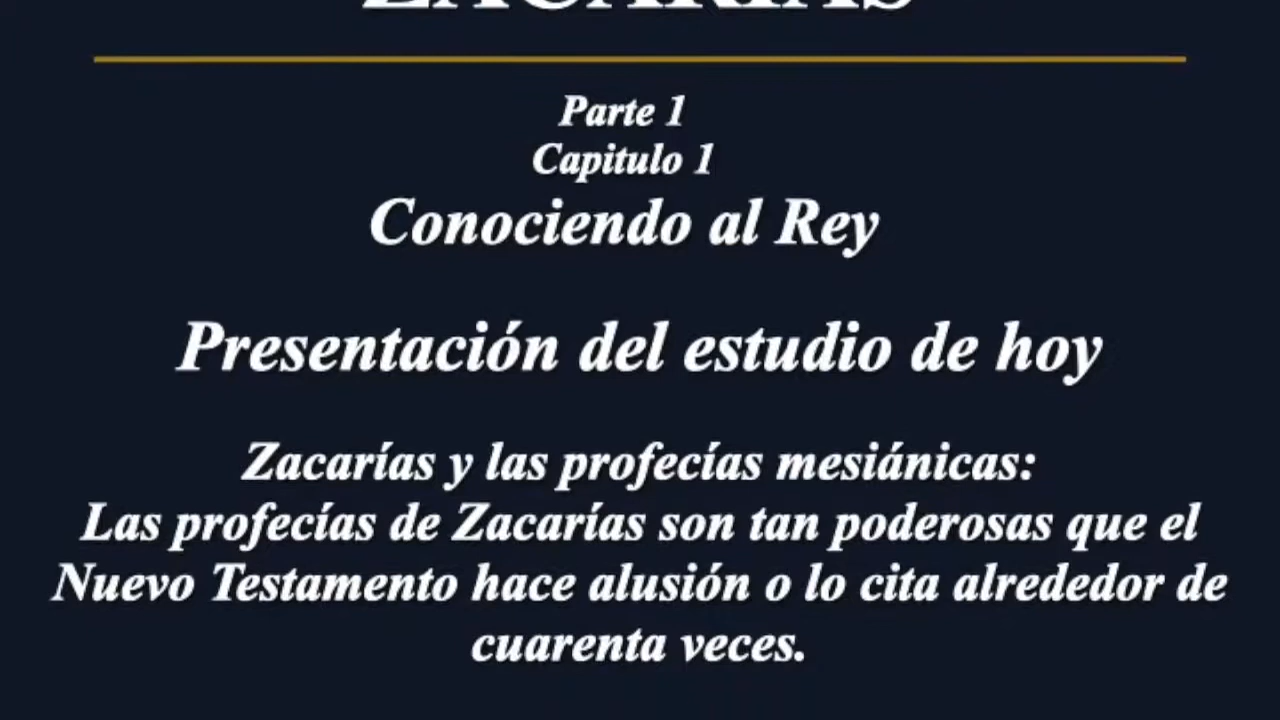 ZACARÍAS
Parte 1
Capitulo 1
Conociendo al Rey
Presentación del estudio de hoy
Zacarías y las profecías mesiánicas:
Las profecías de Zacarías son tan poderosas que el
Nuevo Testamento hace alusión o lo cita alrededor de
cuarenta veces.